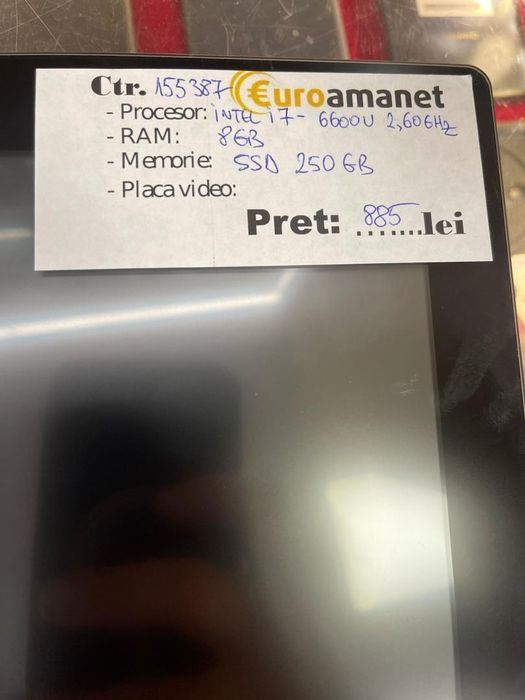 Ctr. 155387 €uroamanet
- Procesor: INTEL i7- 6600U 2,60GHz
- RAM: 8GB
- Memorie: SSD 250GB
- Placa video:
Pret: 885 lei